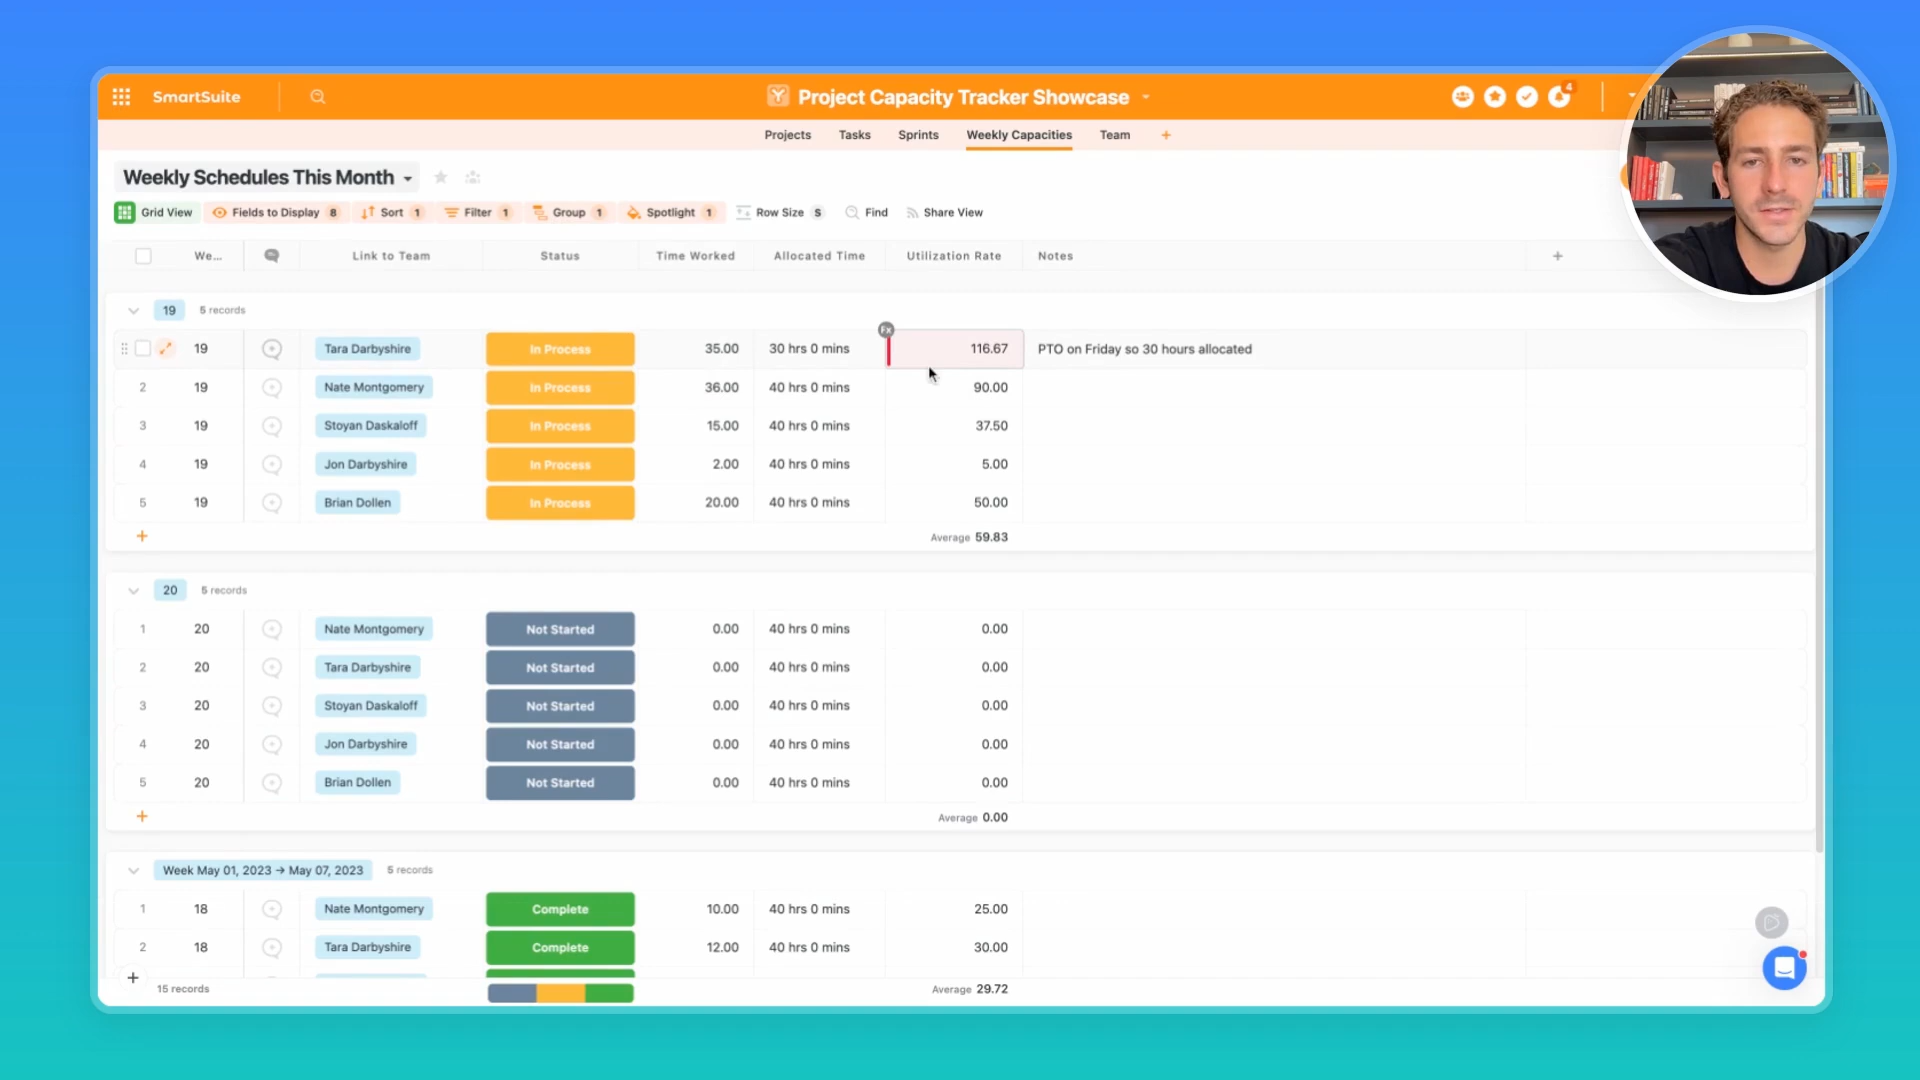 SmartSuite
Project Capacity Tracker Showcase
4
Projects Tasks Sprints Weekly Capacities Team +
Weekly Schedules This Month
Grid View Fields to Display 8 Sort 1 Filter 1 Group 1 Spotlight 1 Row Size S Find Share View
We... Link to Team Status Time Worked Allocated Time Utilization Rate Notes +
19 5 records
Fx
19 Tara Darbyshire In Process 35.00 30 hrs 0 mins 116.67 PTO on Friday so 30 hours allocated
2 19 Nate Montgomery In Process 36.00 40 hrs 0 mins 90.00
3 19 Stoyan Daskaloff In Process 15.00 40 hrs 0 mins 37.50
4 19 Jon Darbyshire In Process 2.00 40 hrs 0 mins 5.00
5 19 Brian Dollen In Process 20.00 40 hrs 0 mins 50.00
+ Average 59.83
20 5 records
1 20 Nate Montgomery Not Started 0.00 40 hrs 0 mins 0.00
2 20 Tara Darbyshire Not Started 0.00 40 hrs 0 mins 0.00
3 20 Stoyan Daskaloff Not Started 0.00 40 hrs 0 mins 0.00
4 20 Jon Darbyshire Not Started 0.00 40 hrs 0 mins 0.00
5 20 Brian Dollen Not Started 0.00 40 hrs 0 mins 0.00
+ Average 0.00
Week May 01, 2023 → May 07, 2023 5 records
1 18 Nate Montgomery Complete 10.00 40 hrs 0 mins 25.00
2 18 Tara Darbyshire Complete 12.00 40 hrs 0 mins 30.00
+ 15 records Average 29.72